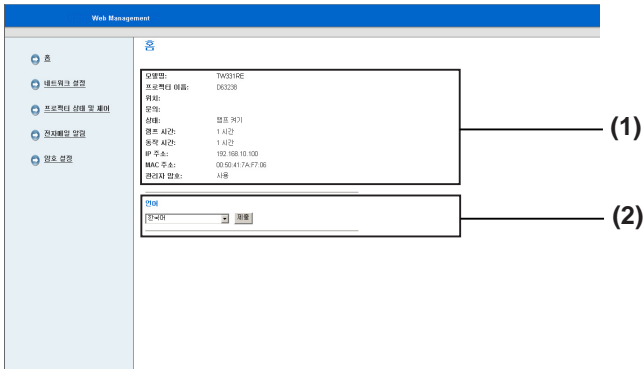 Web Management
홈
네트워크 설정
프로젝터 상태 및 제어
전자메일 알림
암호 설정
홈
모델명: TW331RE
프로젝터 이름: D63238
위치:
문의:
상태: 램프 켜기
램프 시간: 1 시간
동작 시간: 1 시간
IP 주소: 192.168.10.100
MAC 주소: 00:50:41:7A:F7:06
관리자 암호: 사용
(1)
언어
한국어 제출
(2)